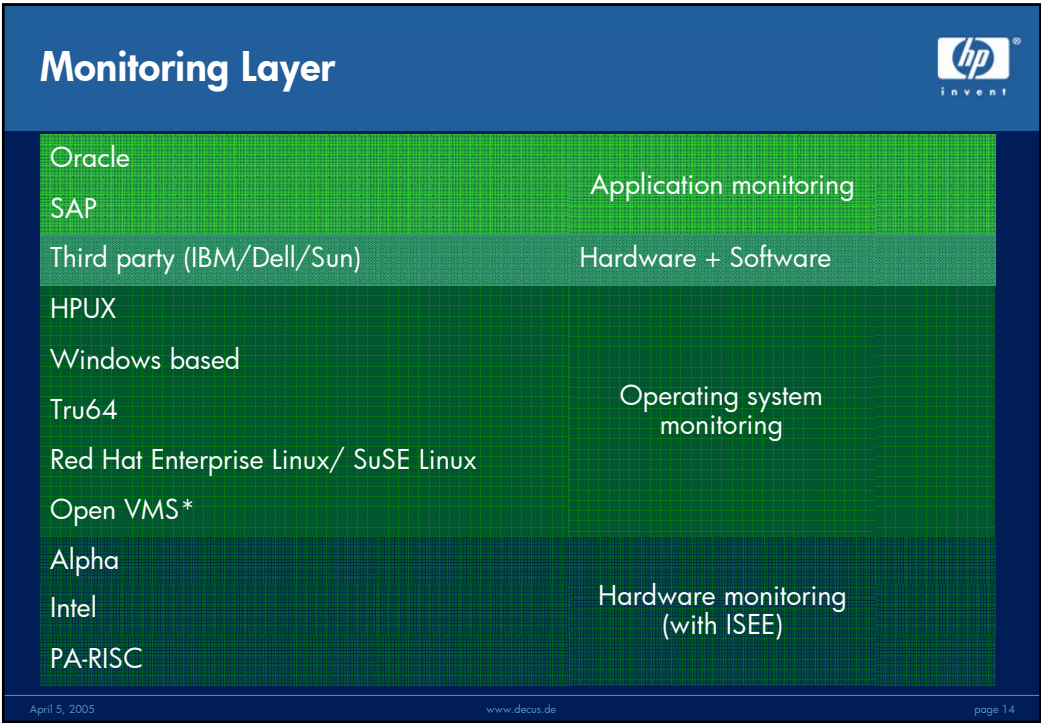 Monitoring Layer
hp
®
invent
Oracle
SAP
Application monitoring
Third party (IBM/Dell/Sun)
Hardware + Software
HPUX
Windows based
Tru64
Red Hat Enterprise Linux/ SuSE Linux
Open VMS*
Operating system
monitoring
Alpha
Intel
PA-RISC
Hardware monitoring
(with ISEE)
April 5, 2005
www.decus.de
page 14